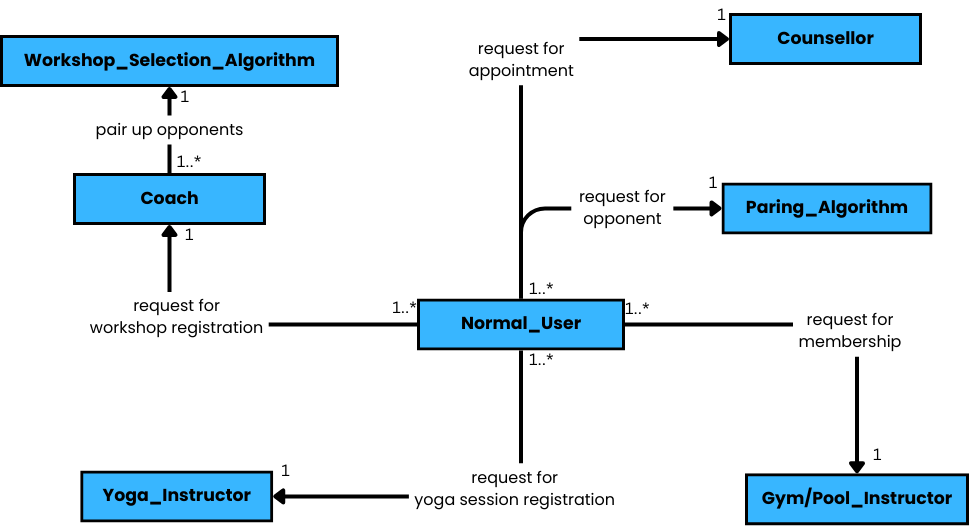 1
request for
appointment
Counsellor
Workshop_Selection_Algorithm
1
pair up opponents
1..*
Coach
1
1
request for
opponent
Paring_Algorithm
request for
workshop registration
1..*
1..*
Normal_User
1..*
1..*
request for
membership
1
request for
yoga session registration
1
Yoga_Instructor
Gym/Pool_Instructor